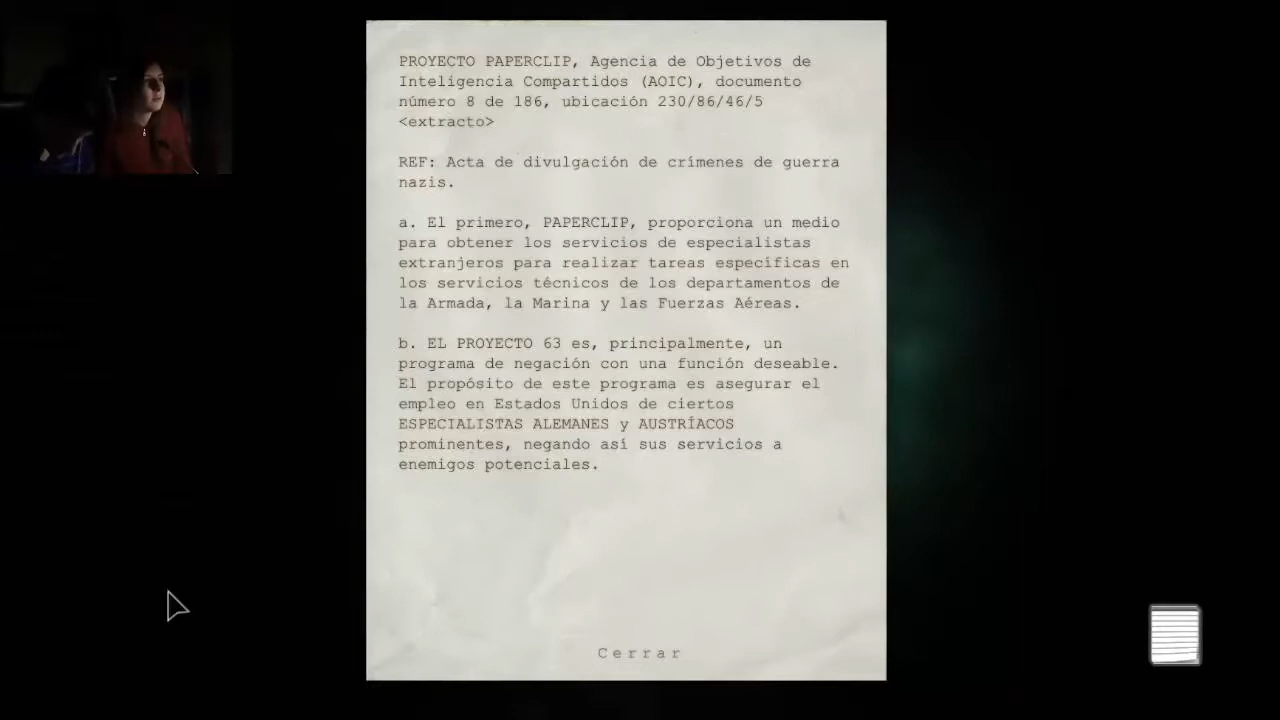 PROYECTO PAPERCLIP, Agencia de Objetivos de
Inteligencia Compartidos (AOIC), documento
número 8 de 186, ubicación 230/86/46/5
<extracto>
REF: Acta de divulgación de crímenes de guerra
nazis.
a. El primero, PAPERCLIP, proporciona un medio
para obtener los servicios de especialistas
extranjeros para realizar tareas específicas en
los servicios técnicos de los departamentos de
la Armada, la Marina y las Fuerzas Aéreas.
b. EL PROYECTO 63 es, principalmente, un
programa de negación con una función deseable.
El propósito de este programa es asegurar el
empleo en Estados Unidos de ciertos
ESPECIALISTAS ALEMANES y AUSTRÍACOS
prominentes, negando así sus servicios a
enemigos potenciales.
Cerrar